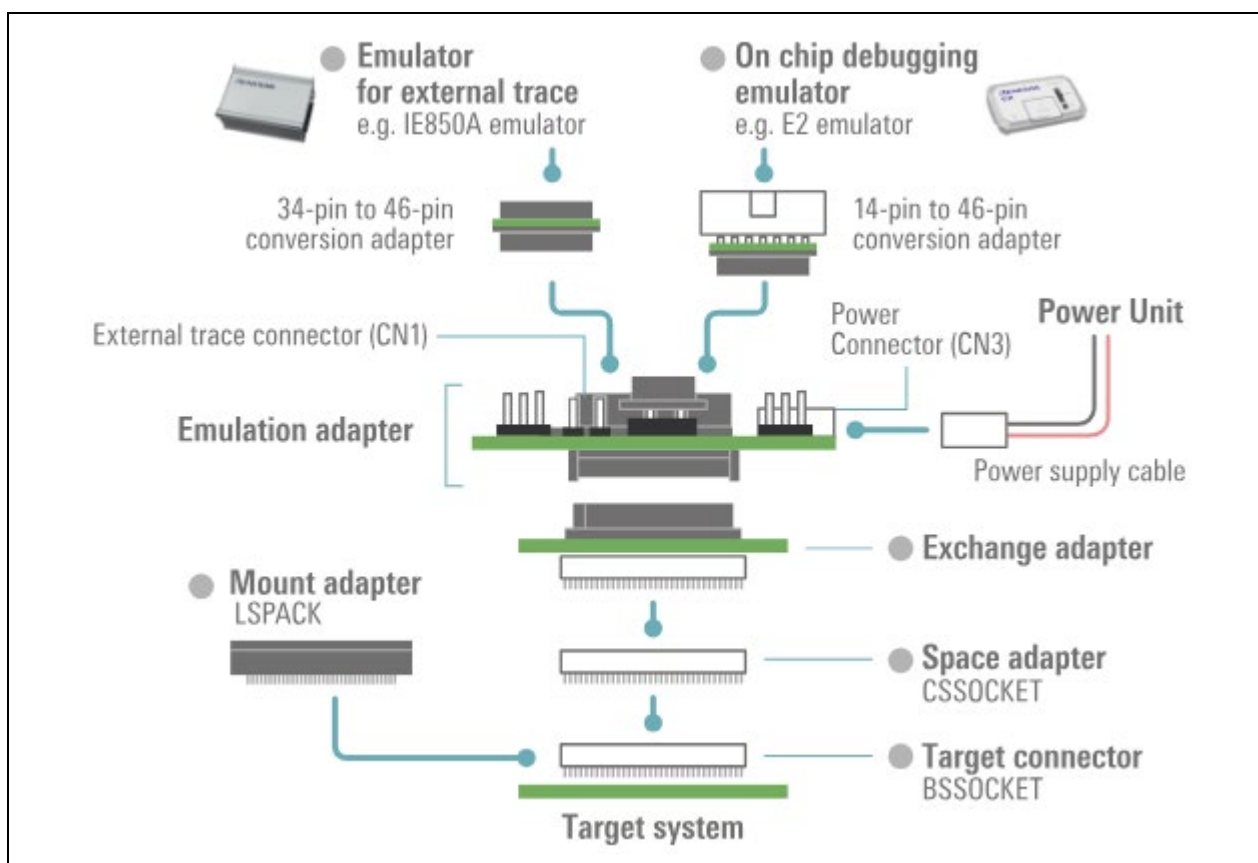 Emulator
for external trace
e.g. IE850A emulator
On chip debugging
emulator
e.g. E2 emulator
34-pin to 46-pin
conversion adapter
14-pin to 46-pin
conversion adapter
External trace connector (CN1)
Power
Connector (CN3)
Power Unit
Emulation adapter
Power supply cable
Exchange adapter
Mount adapter
LSPACK
Space adapter
CSSOCKET
Target connector
BSSOCKET
Target system